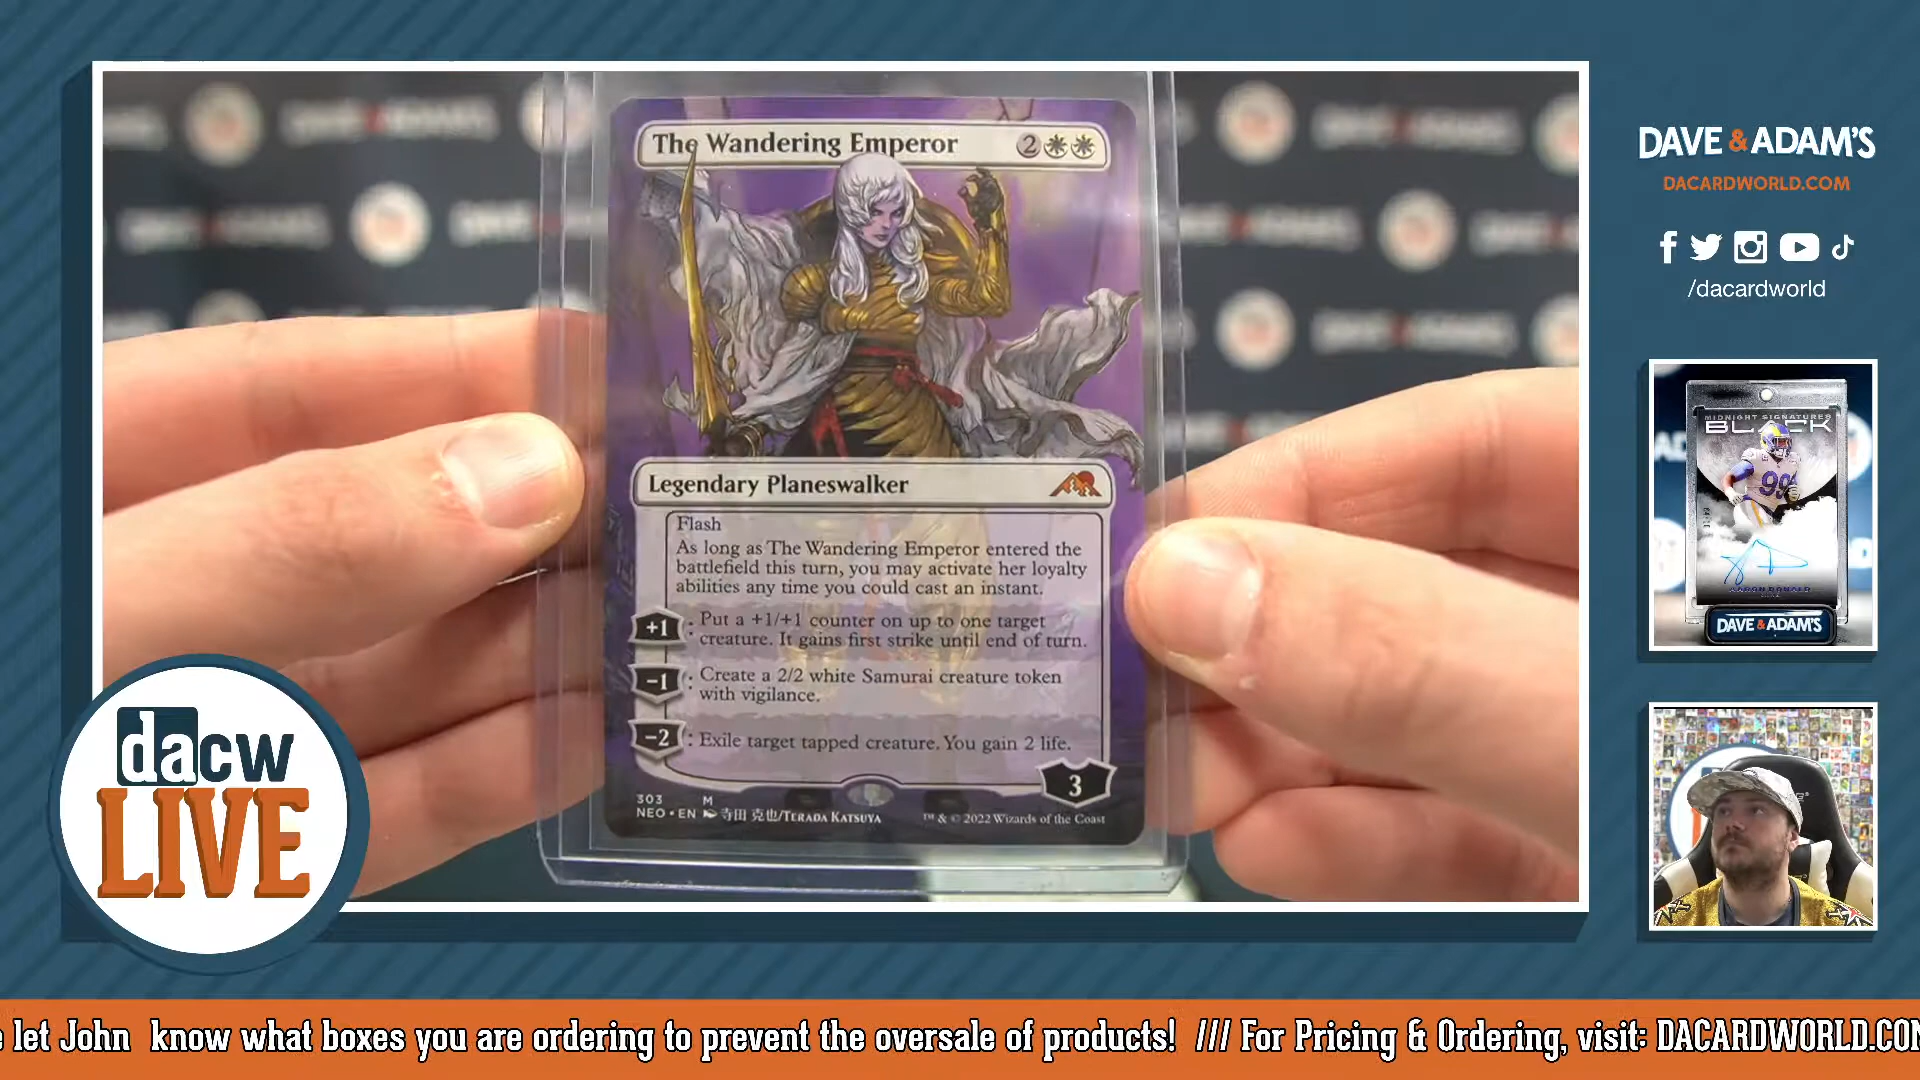 The Wandering Emperor 2
Legendary Planeswalker
Flash
As long as The Wandering Emperor entered the
battlefield this turn, you may activate her loyalty
abilities any time you could cast an instant.
+1 : Put a +1/+1 counter on up to one target
creature. It gains first strike until end of turn.
−1 : Create a 2/2 white Samurai creature token
with vigilance.
−2 : Exile target tapped creature. You gain 2 life.
3
303 M
NEO • EN 寺田 克也/TERADA KATSUYA
™ & © 2022 Wizards of the Coast
DAVE & ADAM'S
DACARDWORLD.COM
/dacardworld
MIDNIGHT SIGNATURES
BLACK
99
AARON DONALD
DAVE & ADAM'S
dacw
LIVE
let John know what boxes you are ordering to prevent the oversale of products! /// For Pricing & Ordering, visit: DACARDWORLD.CO